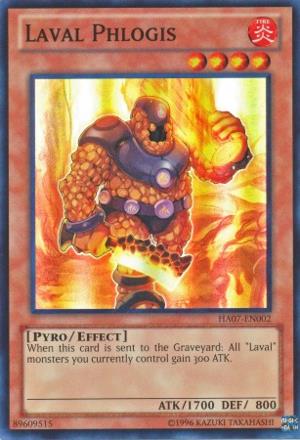 LAVAL PHLOGIS
FIRE
炎
HA07-EN002
[PYRO/EFFECT]
When this card is sent to the Graveyard: All "Laval"
monsters you currently control gain 300 ATK.
ATK/1700 DEF/ 800
89609515
©1996 KAZUKI TAKAHASHI